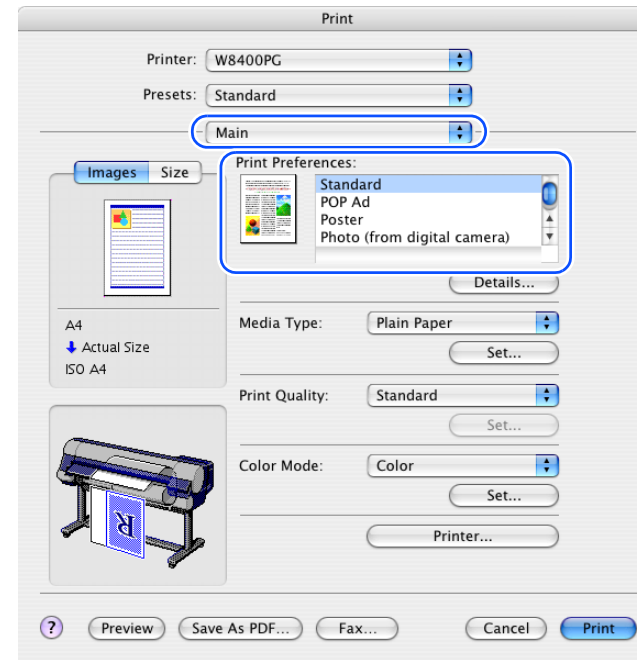 Print
Printer: W8400PG
Presets: Standard
Main
Images Size
Print Preferences:
Standard
POP Ad
Poster
Photo (from digital camera)
Details...
A4
Actual Size
ISO A4
Media Type: Plain Paper
Set...
Print Quality: Standard
Set...
Color Mode: Color
Set...
Printer...
R
? Preview Save As PDF... Fax... Cancel Print